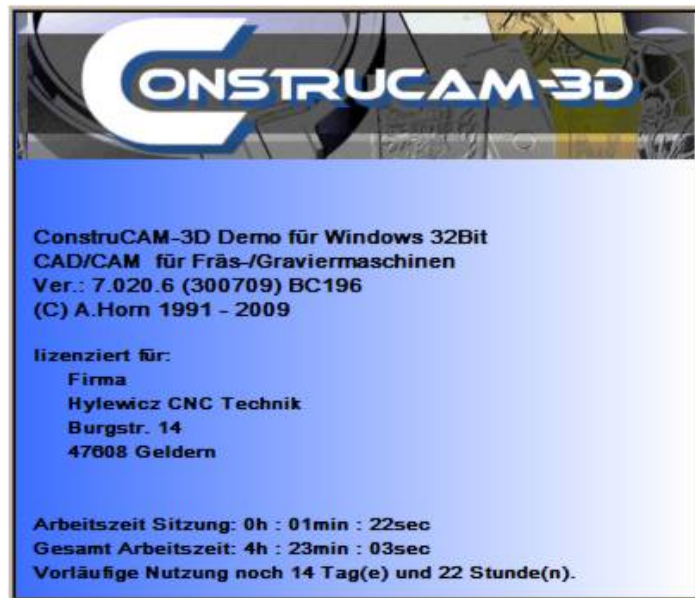 CONSTRUCAM-3D
ConstruCAM-3D Demo für Windows 32Bit
CAD/CAM für Fräs-/Graviermaschinen
Ver.: 7.020.6 (300709) BC196
(C) A.Horn 1991 - 2009
lizenziert für:
Firma
Hylewicz CNC Technik
Burgstr. 14
47608 Geldern
Arbeitszeit Sitzung: 0h : 01min : 22sec
Gesamt Arbeitszeit: 4h : 23min : 03sec
Vorläufige Nutzung noch 14 Tag(e) und 22 Stunde(n).